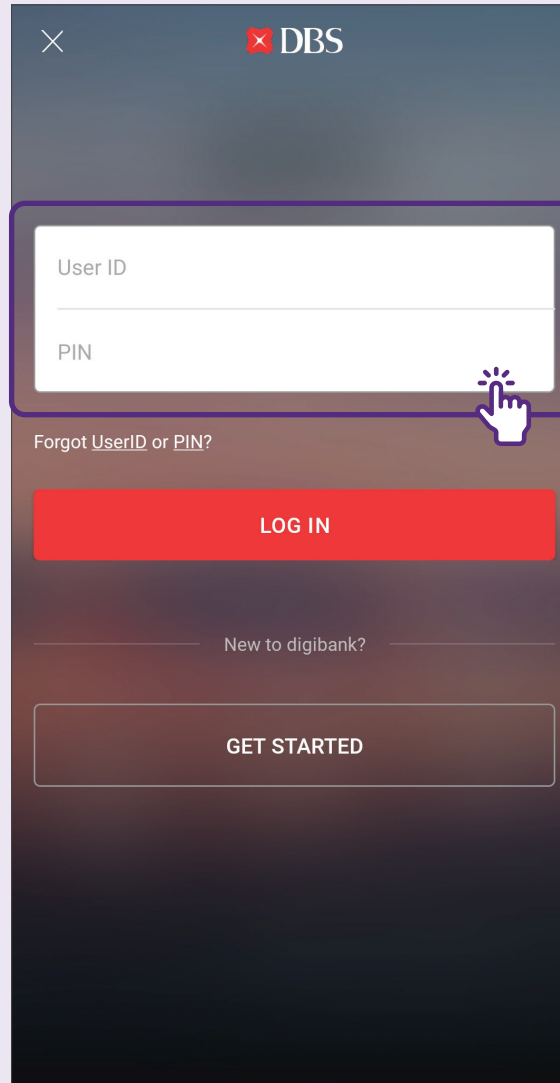 DBS
User ID
PIN
Forgot UserID or PIN?
LOG IN
New to digibank?
GET STARTED